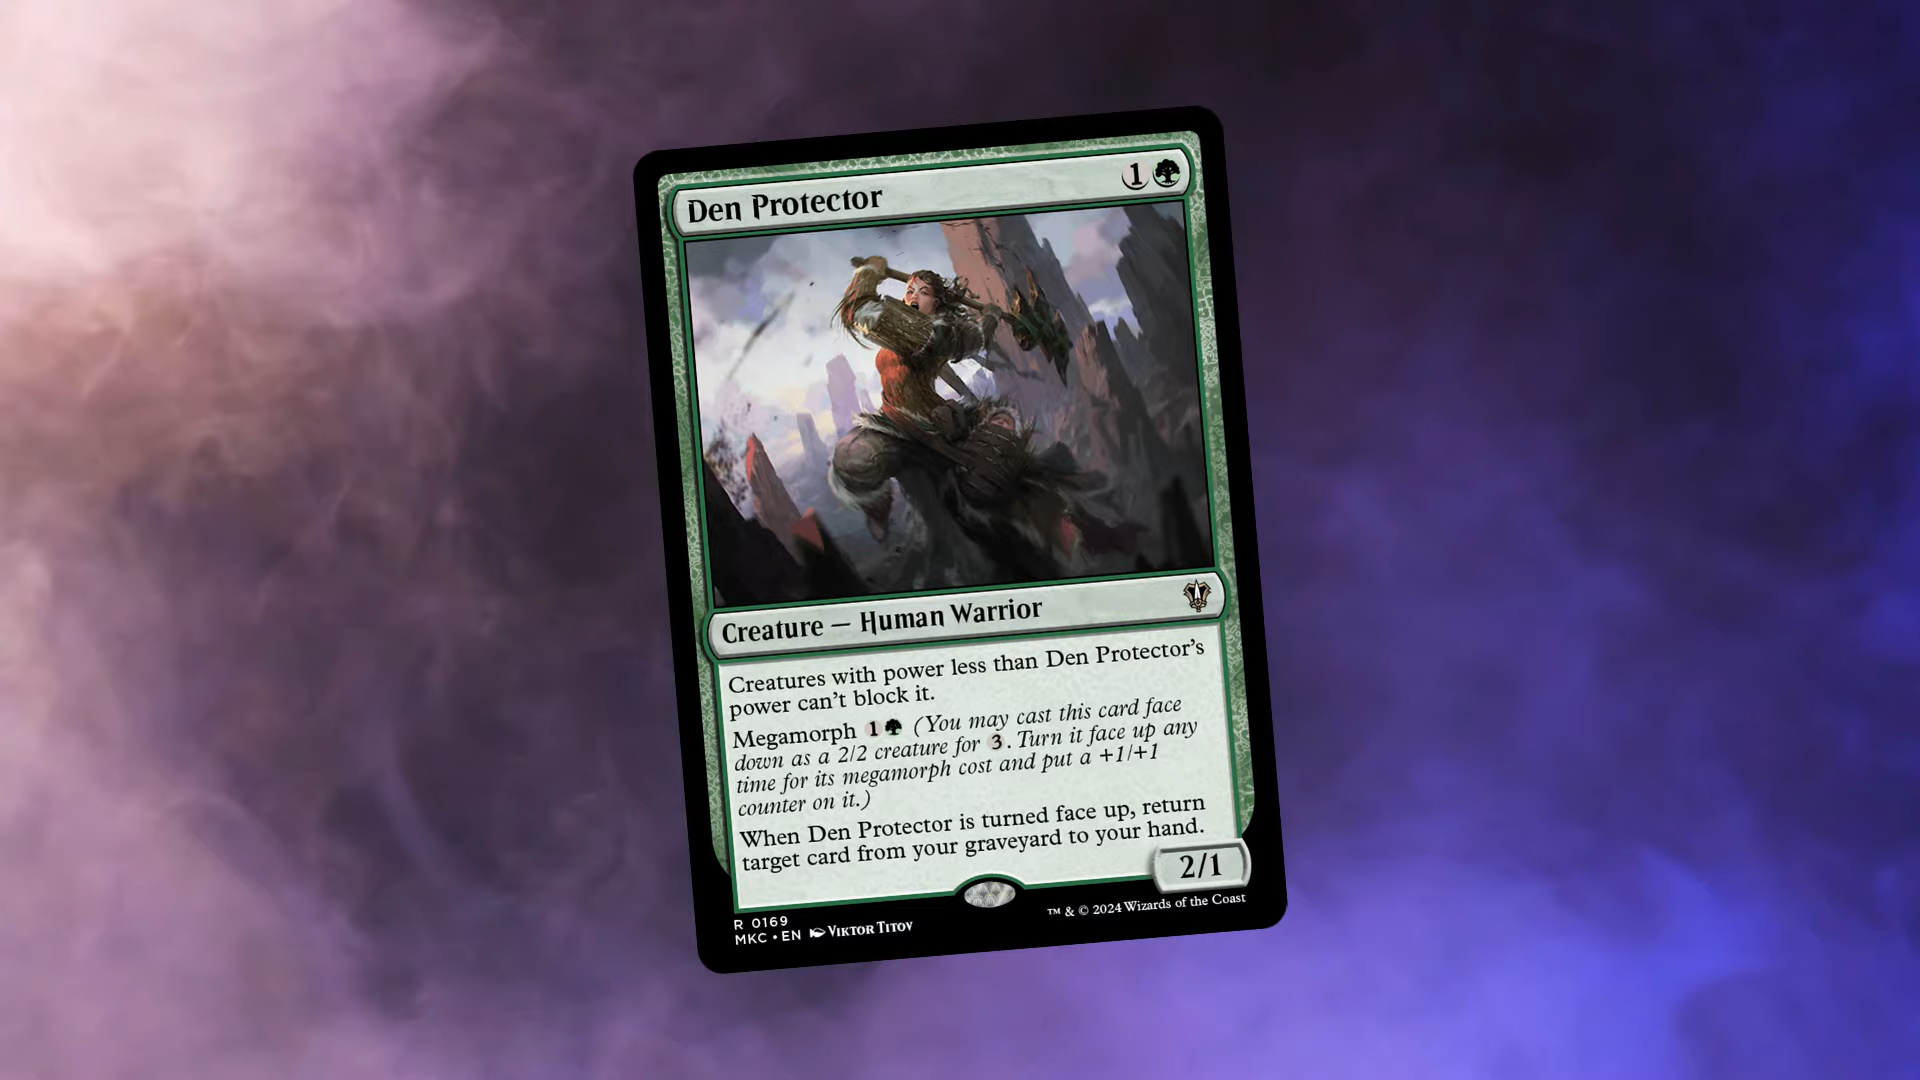 Den Protector 1
Creature — Human Warrior
Creatures with power less than Den Protector's
power can't block it.
Megamorph 1 (You may cast this card face
down as a 2/2 creature for 3. Turn it face up any
time for its megamorph cost and put a +1/+1
counter on it.)
When Den Protector is turned face up, return
target card from your graveyard to your hand.
2/1
R 0169
MKC • EN Viktor Titov
™ & © 2024 Wizards of the Coast